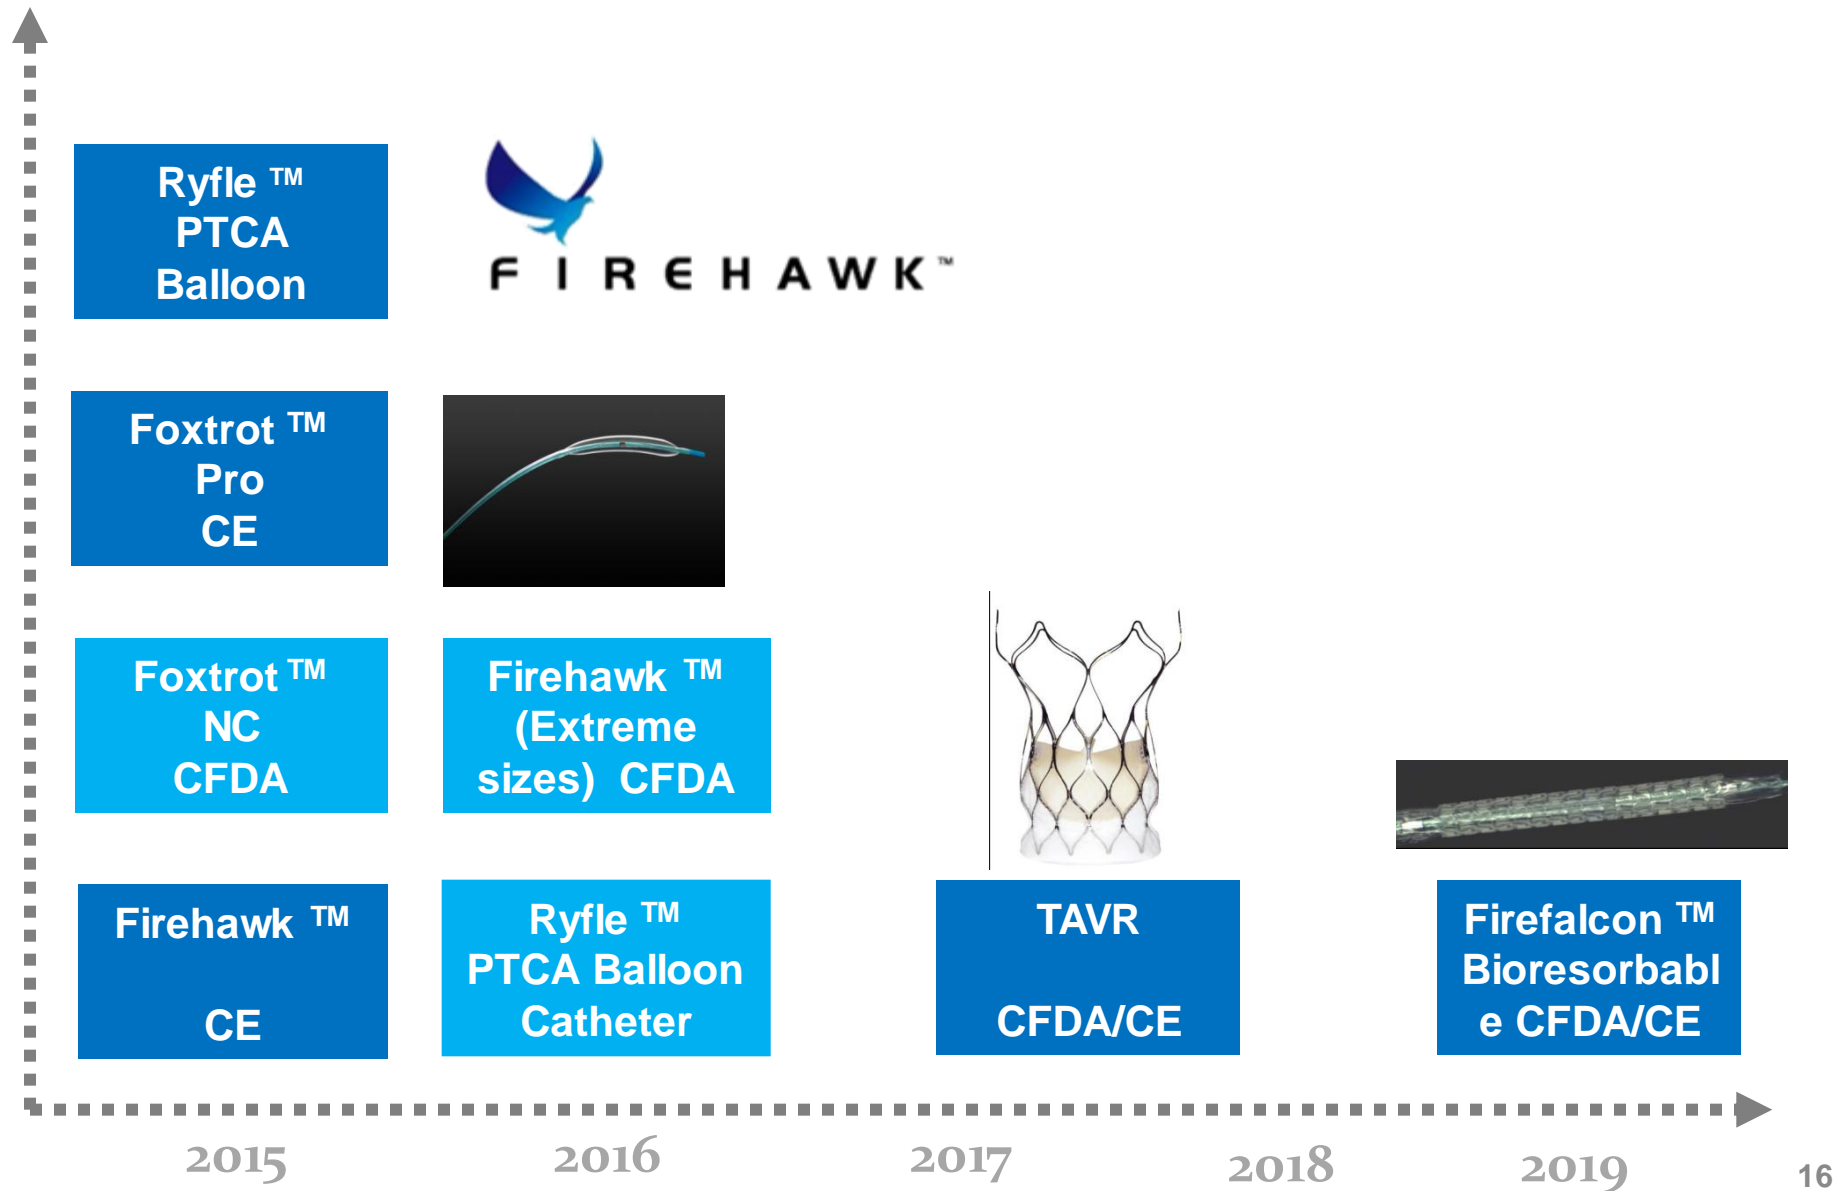 Ryfle ™
PTCA
Balloon
FIREHAWK™
Foxtrot ™
Pro
CE
Foxtrot ™
NC
CFDA
Firehawk ™
(Extreme
sizes) CFDA
Firehawk ™
CE
Ryfle ™
PTCA Balloon
Catheter
TAVR
CFDA/CE
Firefalcon ™
Bioresorbabl
e CFDA/CE
2015
2016
2017
2018
2019
16